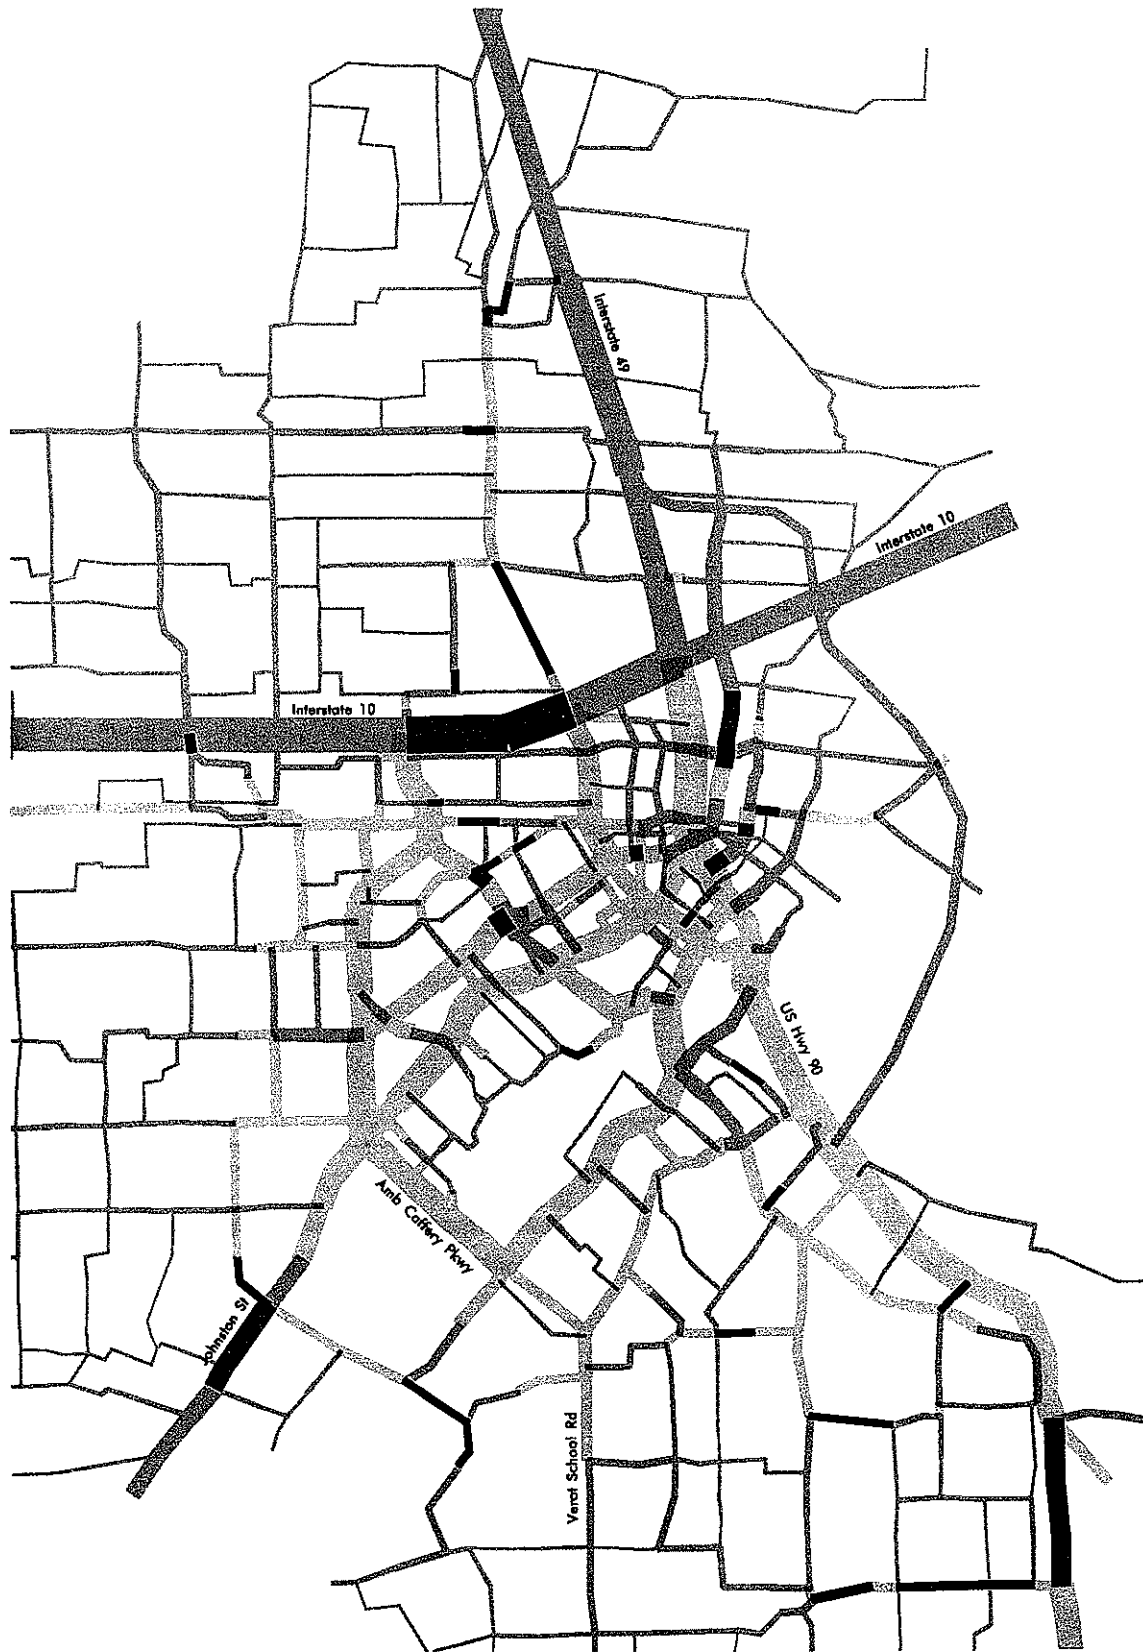 Interstate 49
Interstate 10
Interstate 10
US Hwy 90
Amb Caffery Pkwy
Johnston St
Verot School Rd